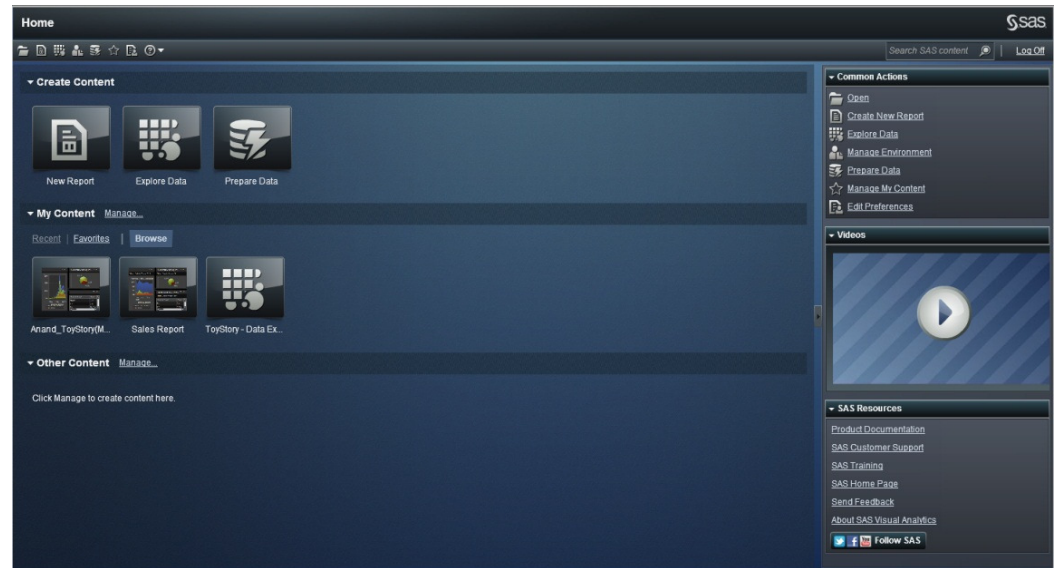 Home
sas
Search SAS content | Log Off
Create Content
New Report Explore Data Prepare Data
My Content Manage...
Recent | Favorites | Browse
Anand_ToyStory(M... Sales Report ToyStory - Data Ex...
Other Content Manage...
Click Manage to create content here.
Common Actions
Open
Create New Report
Explore Data
Manage Environment
Prepare Data
Manage My Content
Edit Preferences
Videos
SAS Resources
Product Documentation
SAS Customer Support
SAS Training
SAS Home Page
Send Feedback
About SAS Visual Analytics
Follow SAS